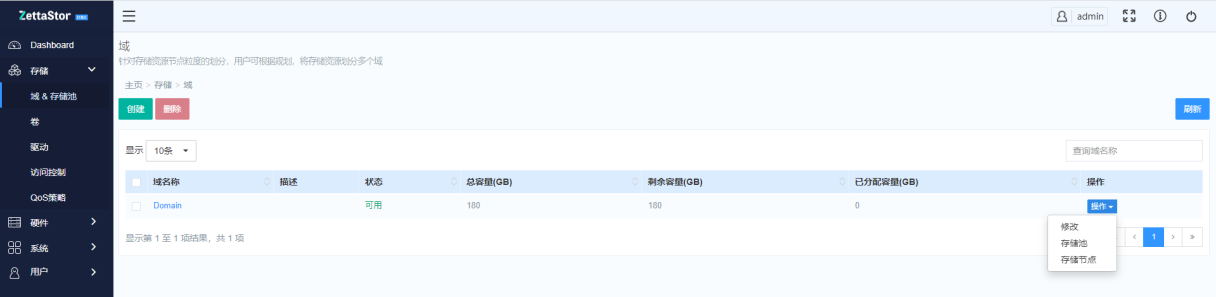 ZettaStor
admin
Dashboard
存储
域 & 存储池
卷
驱动
访问控制
QoS策略
硬件
系统
用户
域
针对存储资源节点粒度的划分，用户可根据规划，将存储资源划分多个域
主页 > 存储 > 域
创建 删除 刷新
显示 10条 查询域名称
域名称 描述 状态 总容量(GB) 剩余容量(GB) 已分配容量(GB) 操作
Domain 可用 180 180 0 操作
修改
存储池
存储节点
显示第 1 至 1 项结果，共 1 项
‹ 1 › »